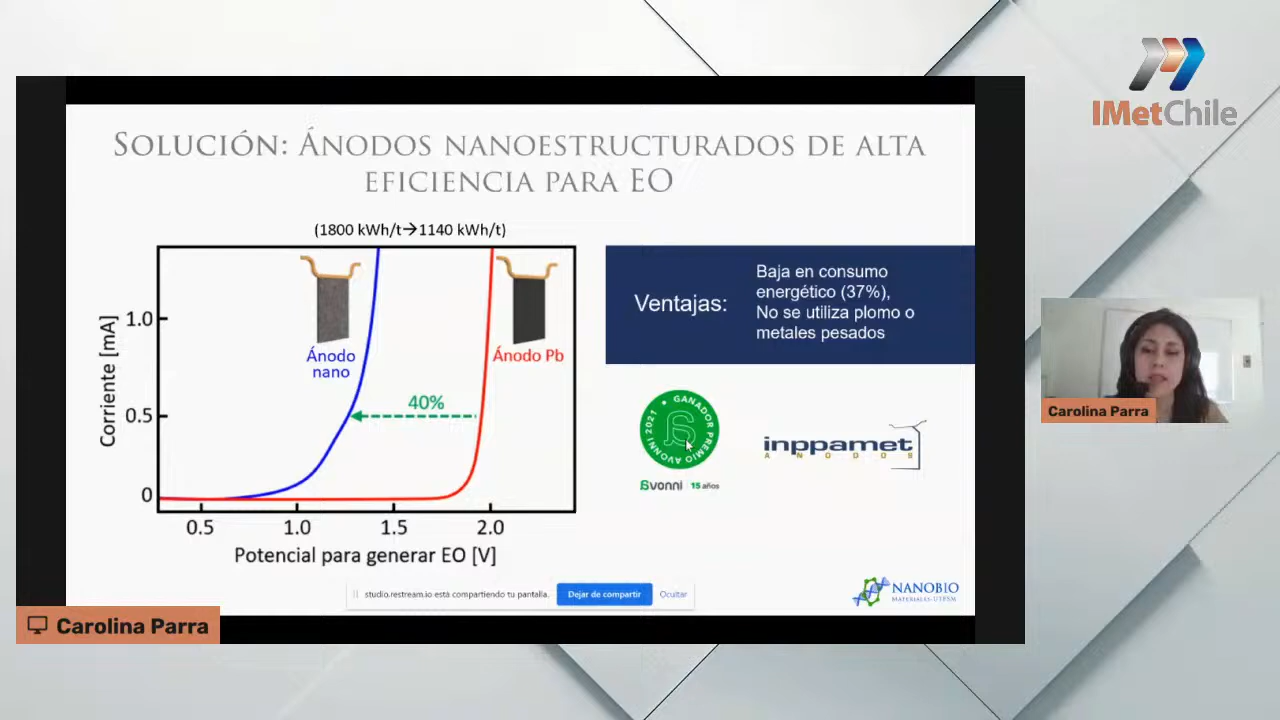 IMetChile
SOLUCIÓN: ÁNODOS NANOESTRUCTURADOS DE ALTA
EFICIENCIA PARA EO
(1800 kWh/t→1140 kWh/t)
Corriente [mA]
1.0
0.5
0
Ánodo
nano
Ánodo Pb
40%
0.5
1.0
1.5
2.0
Potencial para generar EO [V]
Ventajas:
Baja en consumo
energético (37%),
No se utiliza plomo o
metales pesados
GANADOR PREMIO AVONNI 2021
avonni
15 años
inppamet
ANODOS
studio.restream.io está compartiendo tu pantalla.
Dejar de compartir
Ocultar
NANOBIO
MATERIALES-UTFSM
Carolina Parra
Carolina Parra